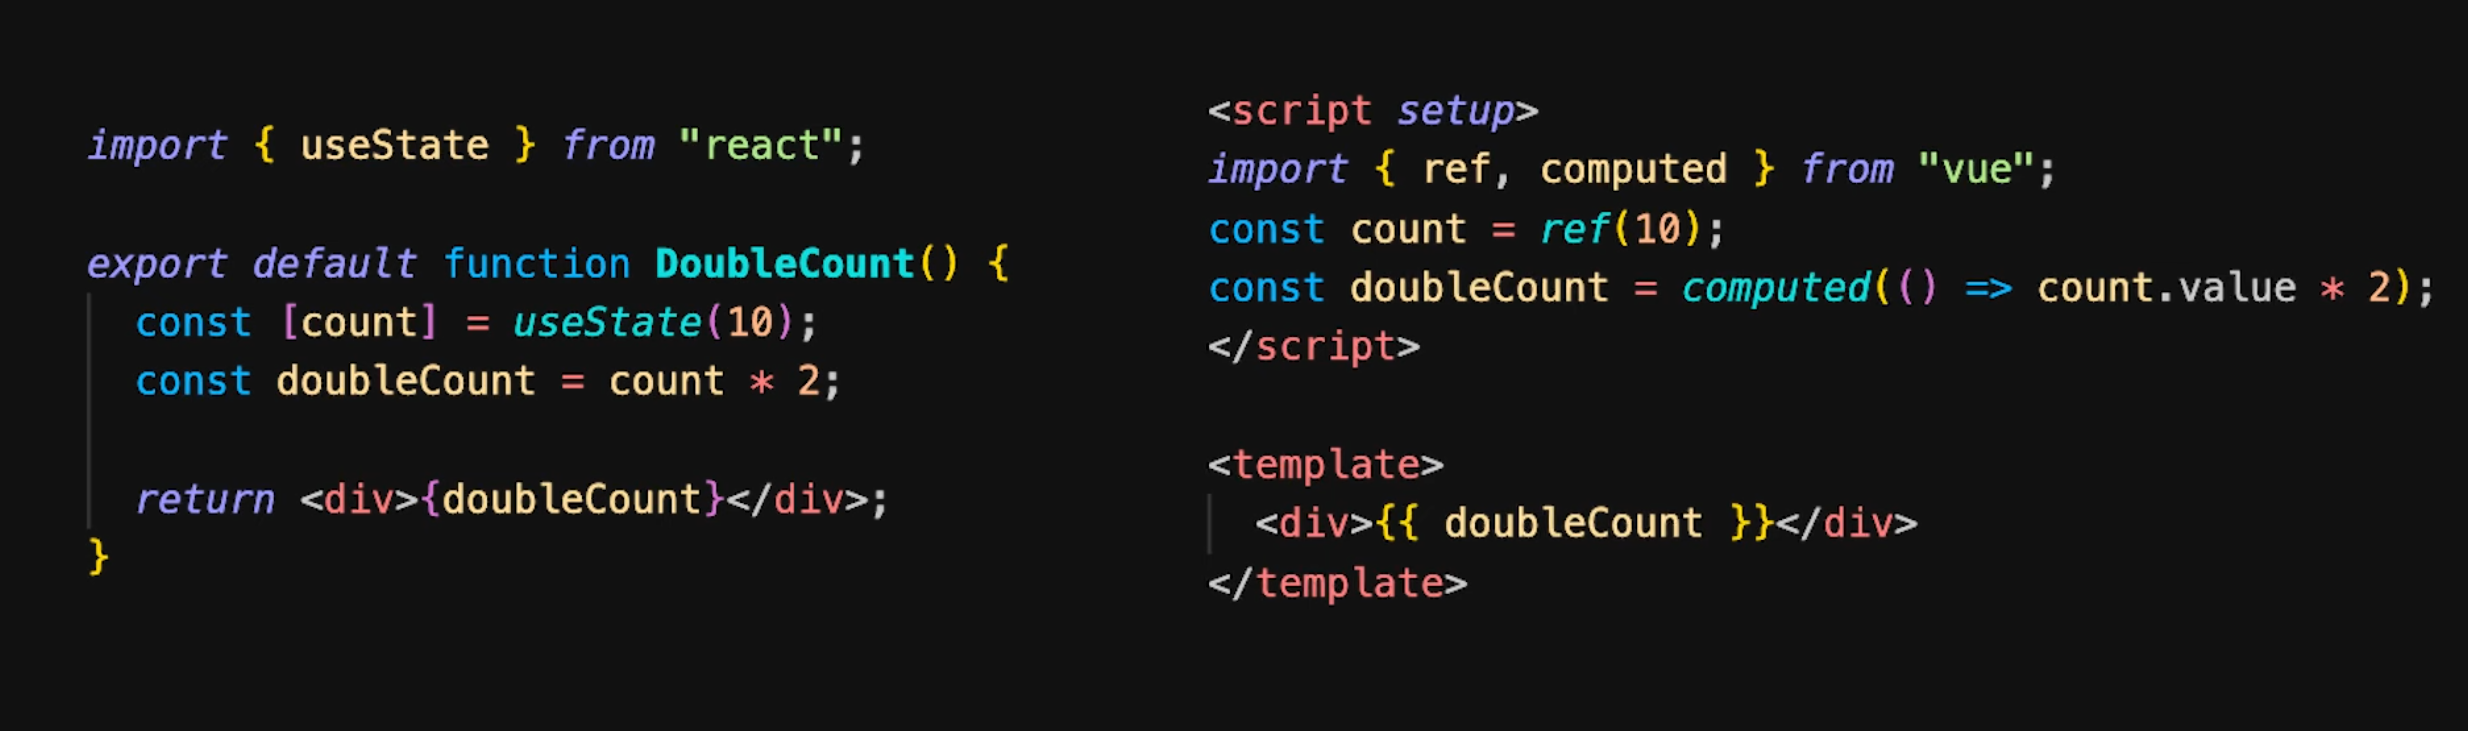 import { useState } from "react";
export default function DoubleCount() {
  const [count] = useState(10);
  const doubleCount = count * 2;
  return <div>{doubleCount}</div>;
}
<script setup>
import { ref, computed } from "vue";
const count = ref(10);
const doubleCount = computed(() => count.value * 2);
</script>
<template>
  <div>{{ doubleCount }}</div>
</template>